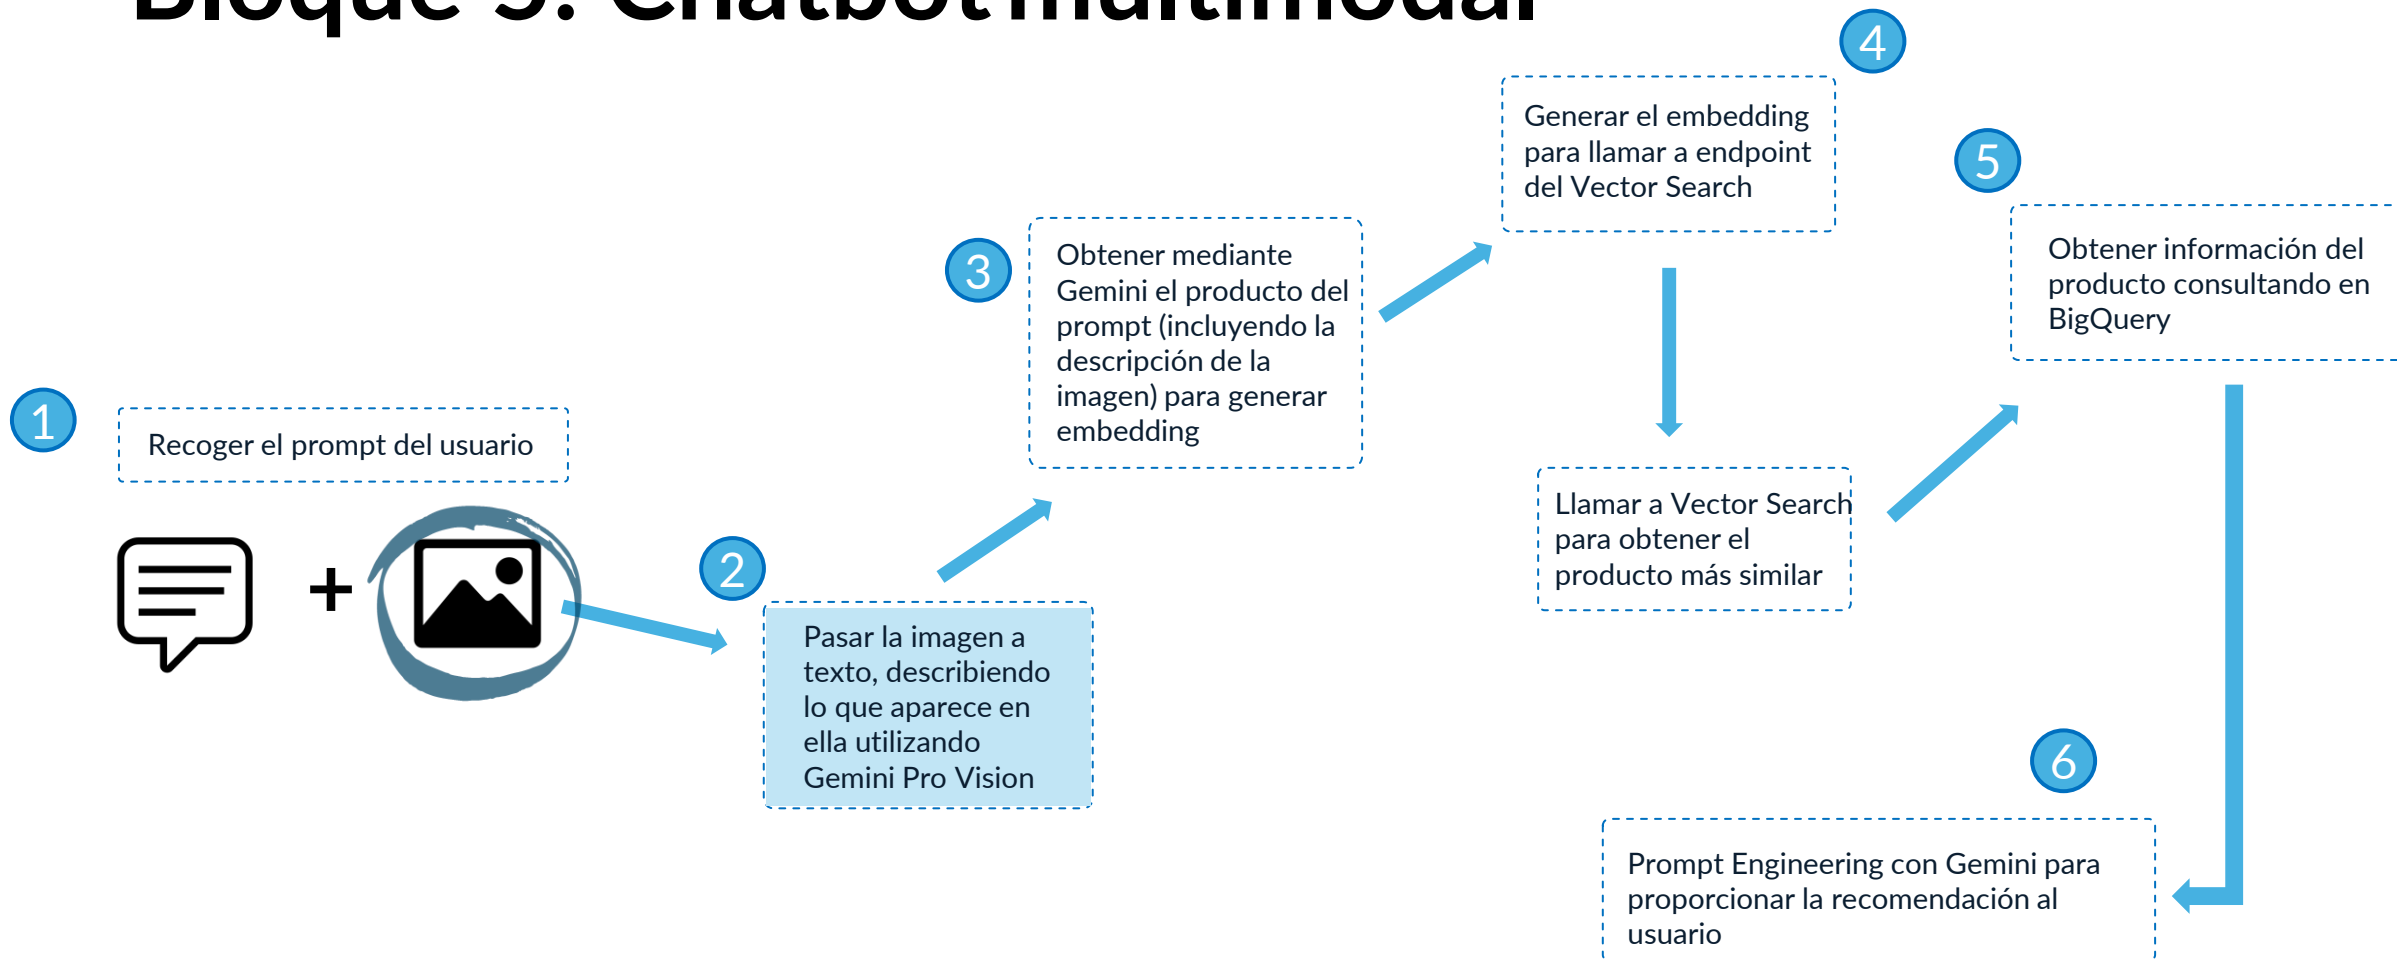 Bloque 5: Chatbot multimodal
1
Recoger el prompt del usuario
+
2
Pasar la imagen a
texto, describiendo
lo que aparece en
ella utilizando
Gemini Pro Vision
3
Obtener mediante
Gemini el producto del
prompt (incluyendo la
descripción de la
imagen) para generar
embedding
4
Generar el embedding
para llamar a endpoint
del Vector Search
Llamar a Vector Search
para obtener el
producto más similar
5
Obtener información del
producto consultando en
BigQuery
6
Prompt Engineering con Gemini para
proporcionar la recomendación al
usuario